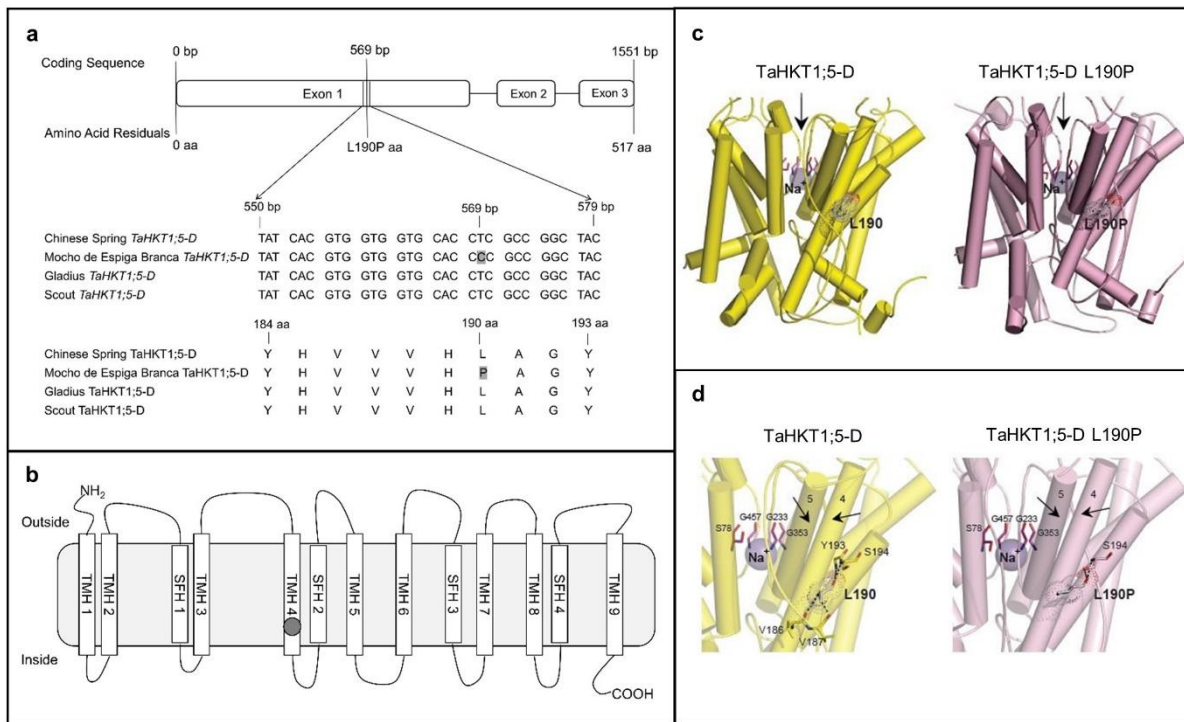 a
0 bp 569 bp 1551 bp
Coding Sequence
Exon 1 Exon 2 Exon 3
Amino Acid Residuals
0 aa L190P aa 517 aa
550 bp 569 bp 579 bp
Chinese Spring TaHKT1;5-D TAT CAC GTG GTG GTG CAC CTC GCC GGC TAC
Mocho de Espiga Branca TaHKT1;5-D TAT CAC GTG GTG GTG CAC CCC GCC GGC TAC
Gladius TaHKT1;5-D TAT CAC GTG GTG GTG CAC CTC GCC GGC TAC
Scout TaHKT1;5-D TAT CAC GTG GTG GTG CAC CTC GCC GGC TAC
184 aa 190 aa 193 aa
Chinese Spring TaHKT1;5-D Y H V V V H L A G Y
Mocho de Espiga Branca TaHKT1;5-D Y H V V V H P A G Y
Gladius TaHKT1;5-D Y H V V V H L A G Y
Scout TaHKT1;5-D Y H V V V H L A G Y
b
NH2
Outside
TMH 1 TMH 2 SFH 1 TMH 3 TMH 4 SFH 2 TMH 5 TMH 6 SFH 3 TMH 7 TMH 8 SFH 4 TMH 9
Inside
COOH
c
TaHKT1;5-D TaHKT1;5-D L190P
Na+ Na+
L190 L190P
d
TaHKT1;5-D TaHKT1;5-D L190P
5 4 5 4
S78 G457 G233 G353 S78 G457 G233 G353
Na+ Y193 S194 Na+ S194
L190 L190P
V186 V187